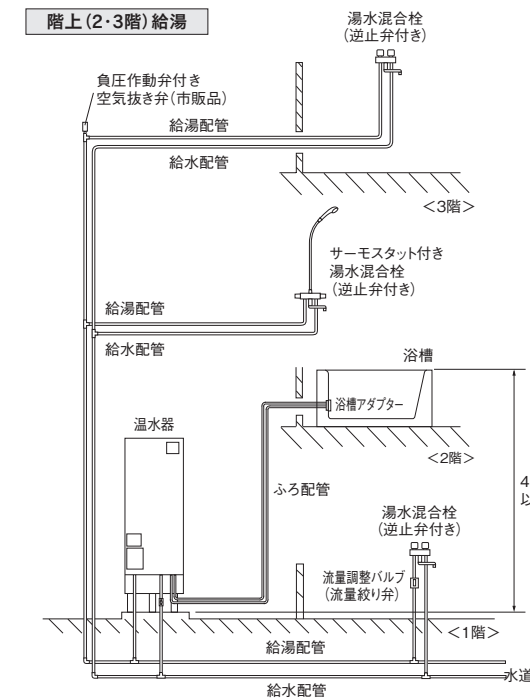 階上(2・3階)給湯
湯水混合栓
(逆止弁付き)
負圧作動弁付き
空気抜き弁(市販品)
給湯配管
給水配管
<3階>
サーモスタット付き
湯水混合栓
(逆止弁付き)
給湯配管
給水配管
浴槽
浴槽アダプター
温水器
<2階>
ふろ配管
4
以
湯水混合栓
(逆止弁付き)
流量調整バルブ
(流量絞り弁)
<1階>
給湯配管
水道
給水配管